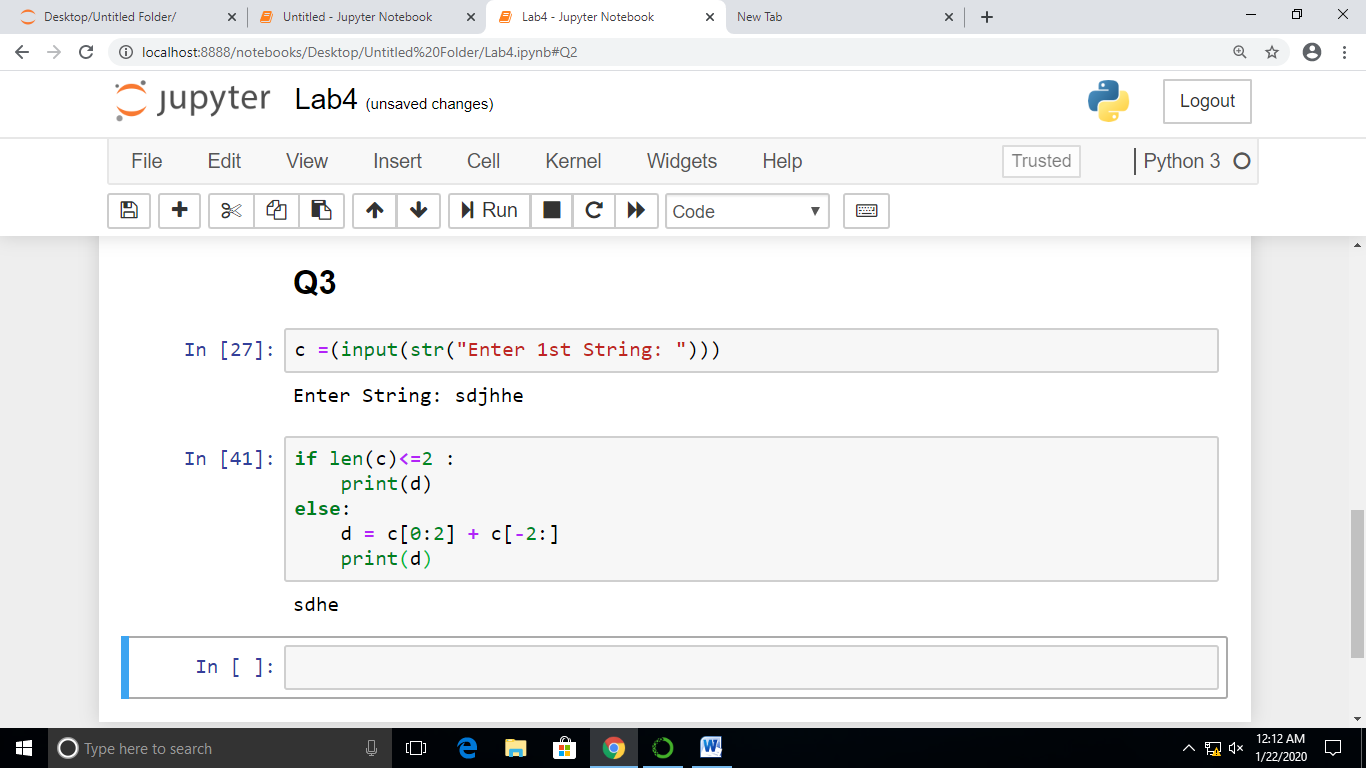 Desktop/Untitled Folder/
Untitled - Jupyter Notebook
Lab4 - Jupyter Notebook
New Tab
localhost:8888/notebooks/Desktop/Untitled%20Folder/Lab4.ipynb#Q2
jupyter Lab4 (unsaved changes)
Logout
File Edit View Insert Cell Kernel Widgets Help
Trusted
Python 3
Run
Code
Q3
In [27]: c =(input(str("Enter 1st String: ")))
Enter String: sdjhhe
In [41]: if len(c)<=2 :
print(d)
else:
d = c[0:2] + c[-2:]
print(d)
sdhe
In [ ]:
Type here to search
12:12 AM
1/22/2020